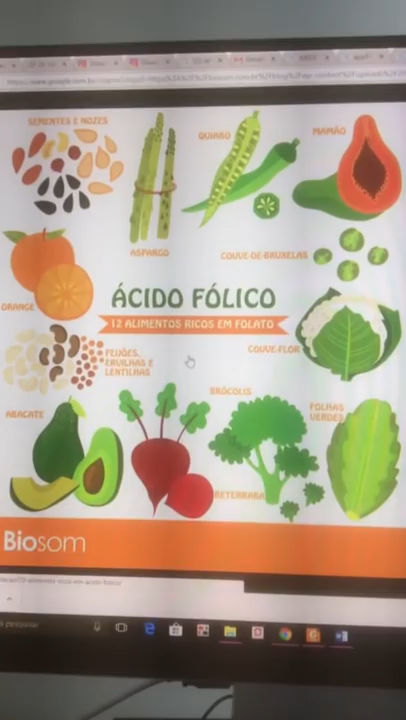 SEMENTES E NOZES
QUIABO
MAMÃO
ASPARGO
COUVE-DE-BRUXELAS
ORANGE
ÁCIDO FÓLICO
12 ALIMENTOS RICOS EM FOLATO
COUVE-FLOR
FEIJÕES,
ERVILHAS E
LENTILHAS
ABACATE
BRÓCOLIS
FOLHAS
VERDES
BETERRABA
Biosom